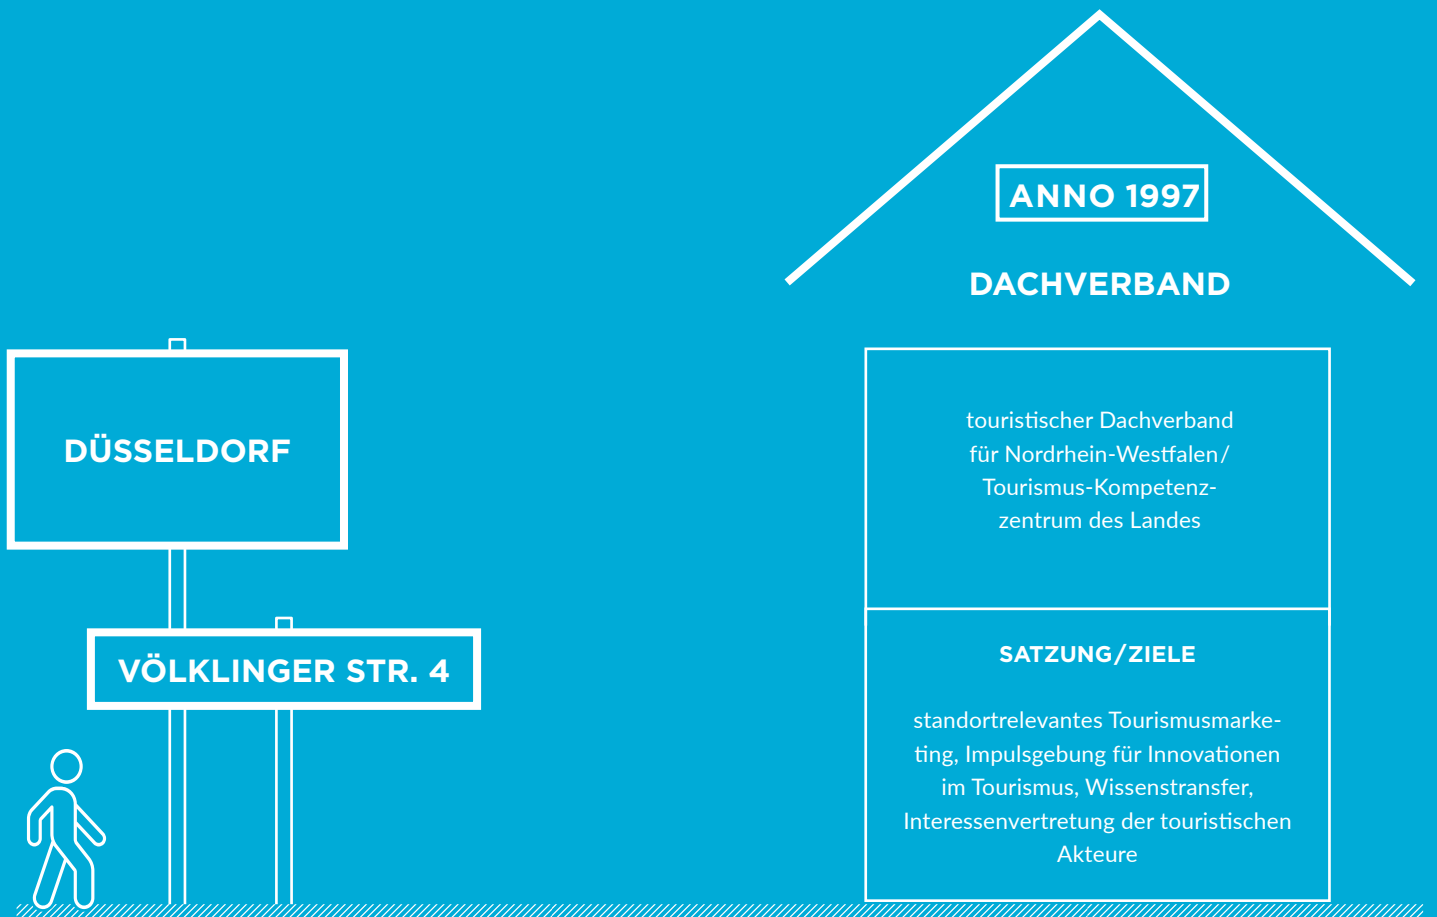 ANNO 1997
DACHVERBAND
DÜSSELDORF
VÖLKLINGER STR. 4
touristischer Dachverband
für Nordrhein-Westfalen/
Tourismus-Kompetenz-
zentrum des Landes
SATZUNG/ZIELE
standortrelevantes Tourismusmarke-
ting, Impulsgebung für Innovationen
im Tourismus, Wissenstransfer,
Interessenvertretung der touristischen
Akteure